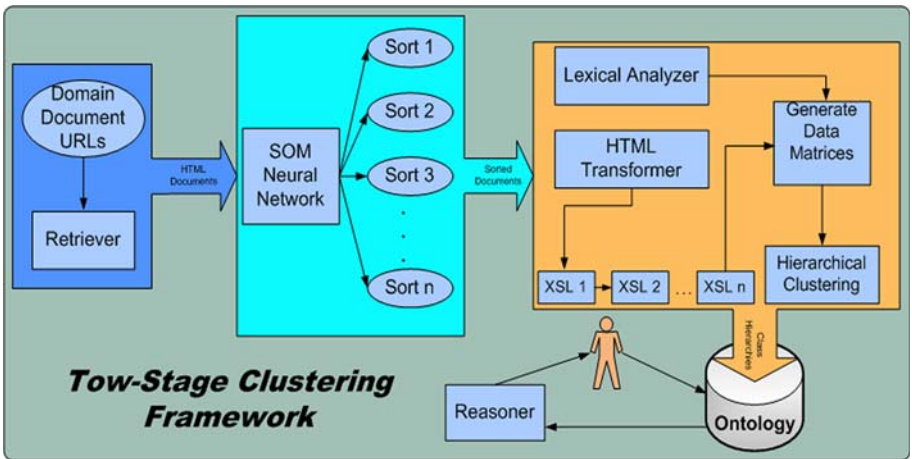 Domain
Document
URLs
Retriever
HTML
Documents
SOM
Neural
Network
Sort 1
Sort 2
Sort 3
.
.
.
Sort n
Sorted
Documents
Lexical Analyzer
HTML
Transformer
Generate
Data
Matrices
XSL 1
XSL 2
...
XSL n
Hierarchical
Clustering
Class
Hierarchies
Reasoner
Ontology
Tow-Stage Clustering
Framework